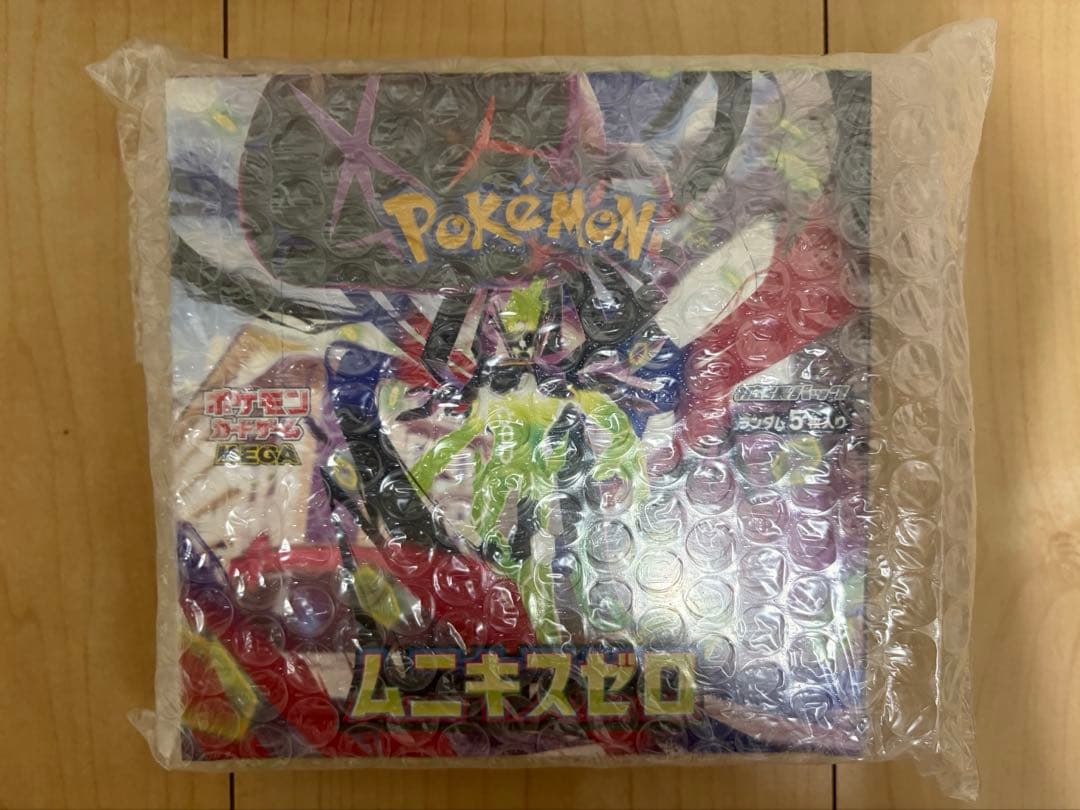 POKéMON
ポケモン
カードゲーム
MEGA
拡張パック
ランダム5枚入り
ムニキスゼロ